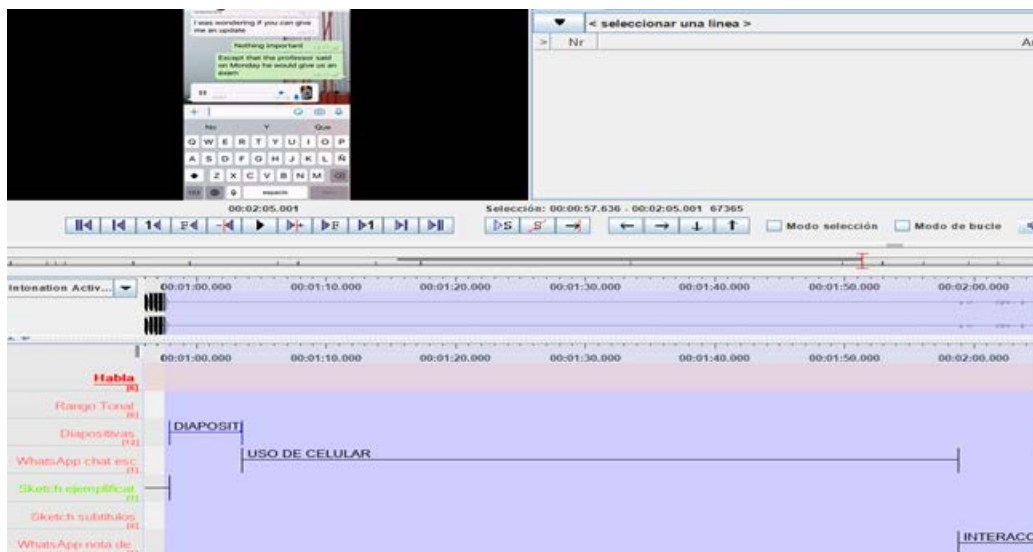 I was wondering if you can give
me an update
Nothing important
Except that the professor said
on Monday he would give us an
exam
No Y Que
Q W E R T Y U I O P
A S D F G H J K L Ñ
Z X C V B N M
123 espacio
< seleccionar una línea >
> Nr
00:02:05.001
Selección: 00:00:57.636 - 00:02:05.001 67365
1 F + F 1 S S Modo selección Modo de bucle
Intonation Activ...
00:01:00.000 00:01:10.000 00:01:20.000 00:01:30.000 00:01:40.000 00:01:50.000 00:02:00.000
00:01:00.000 00:01:10.000 00:01:20.000 00:01:30.000 00:01:40.000 00:01:50.000 00:02:00.000
Habla
Rango Tonal
Diapositivas
DIAPOSIT
WhatsApp chat esc
USO DE CELULAR
Sketch ejemplificat
Sketch subtítulos
WhatsApp nota de
INTERACC